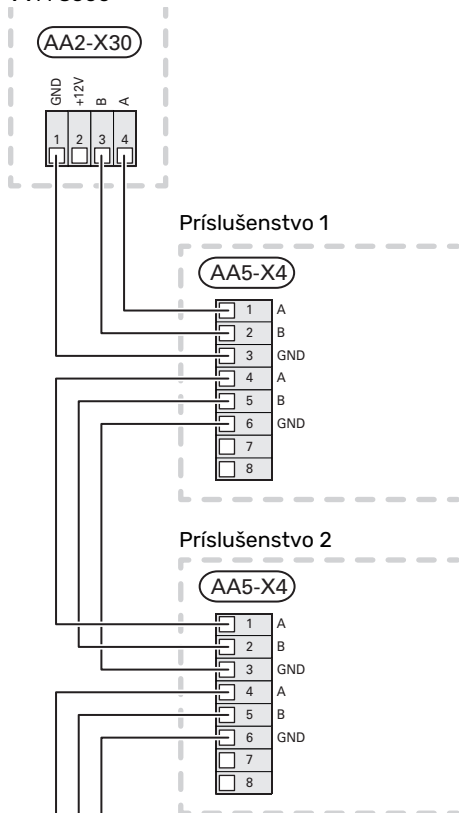 AA2-X30
GND +12V B A
1 2 3 4
Príslušenstvo 1
AA5-X4
1 A
2 B
3 GND
4 A
5 B
6 GND
7
8
Príslušenstvo 2
AA5-X4
1 A
2 B
3 GND
4 A
5 B
6 GND
7
8